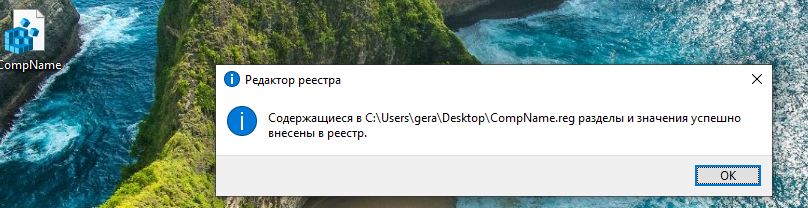 Редактор реестра
CompName
Содержащиеся в C:\Users\gera\Desktop\CompName.reg разделы и значения успешно
внесены в реестр.
OK